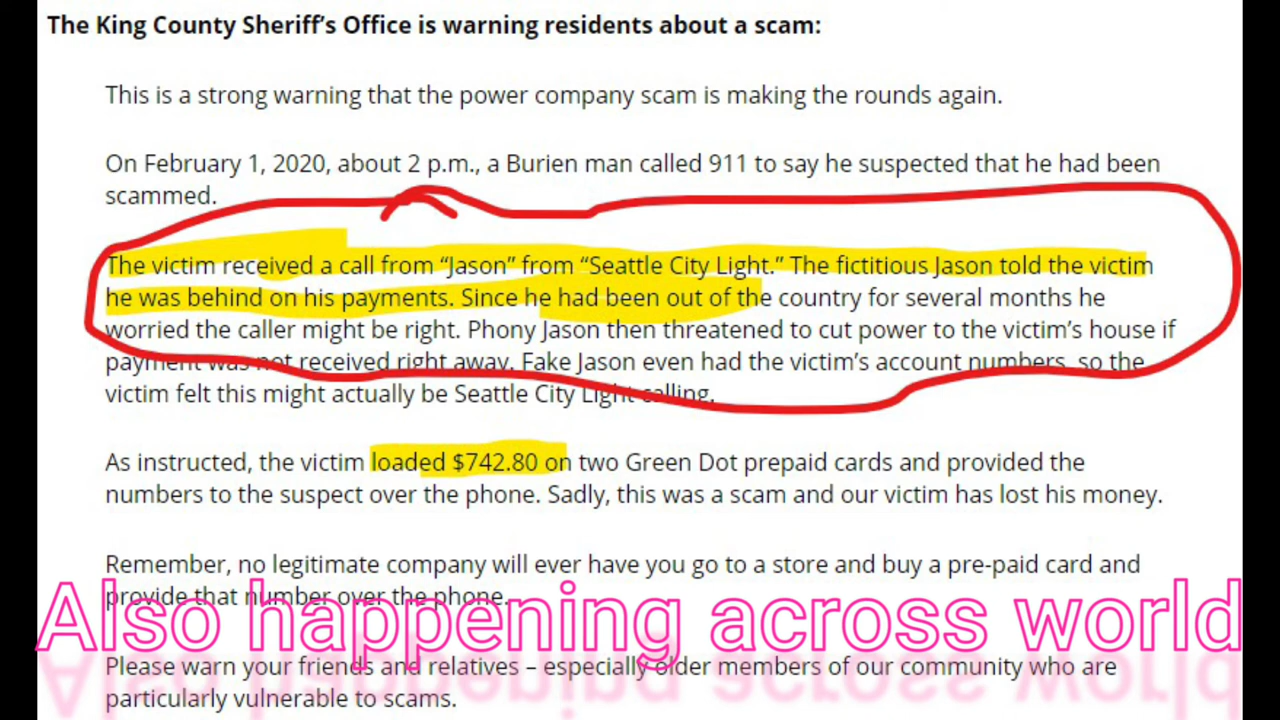 The King County Sheriff's Office is warning residents about a scam:
This is a strong warning that the power company scam is making the rounds again.
On February 1, 2020, about 2 p.m., a Burien man called 911 to say he suspected that he had been
scammed.
The victim received a call from “Jason” from “Seattle City Light.” The fictitious Jason told the victim
he was behind on his payments. Since he had been out of the country for several months he
worried the caller might be right. Phony Jason then threatened to cut power to the victim’s house if
payment was not received right away. Fake Jason even had the victim’s account numbers, so the
victim felt this might actually be Seattle City Light calling.
As instructed, the victim loaded $742.80 on two Green Dot prepaid cards and provided the
numbers to the suspect over the phone. Sadly, this was a scam and our victim has lost his money.
Remember, no legitimate company will ever have you go to a store and buy a pre-paid card and
provide that number over the phone.
Also happening across world
Please warn your friends and relatives – especially older members of our community who are
particularly vulnerable to scams.